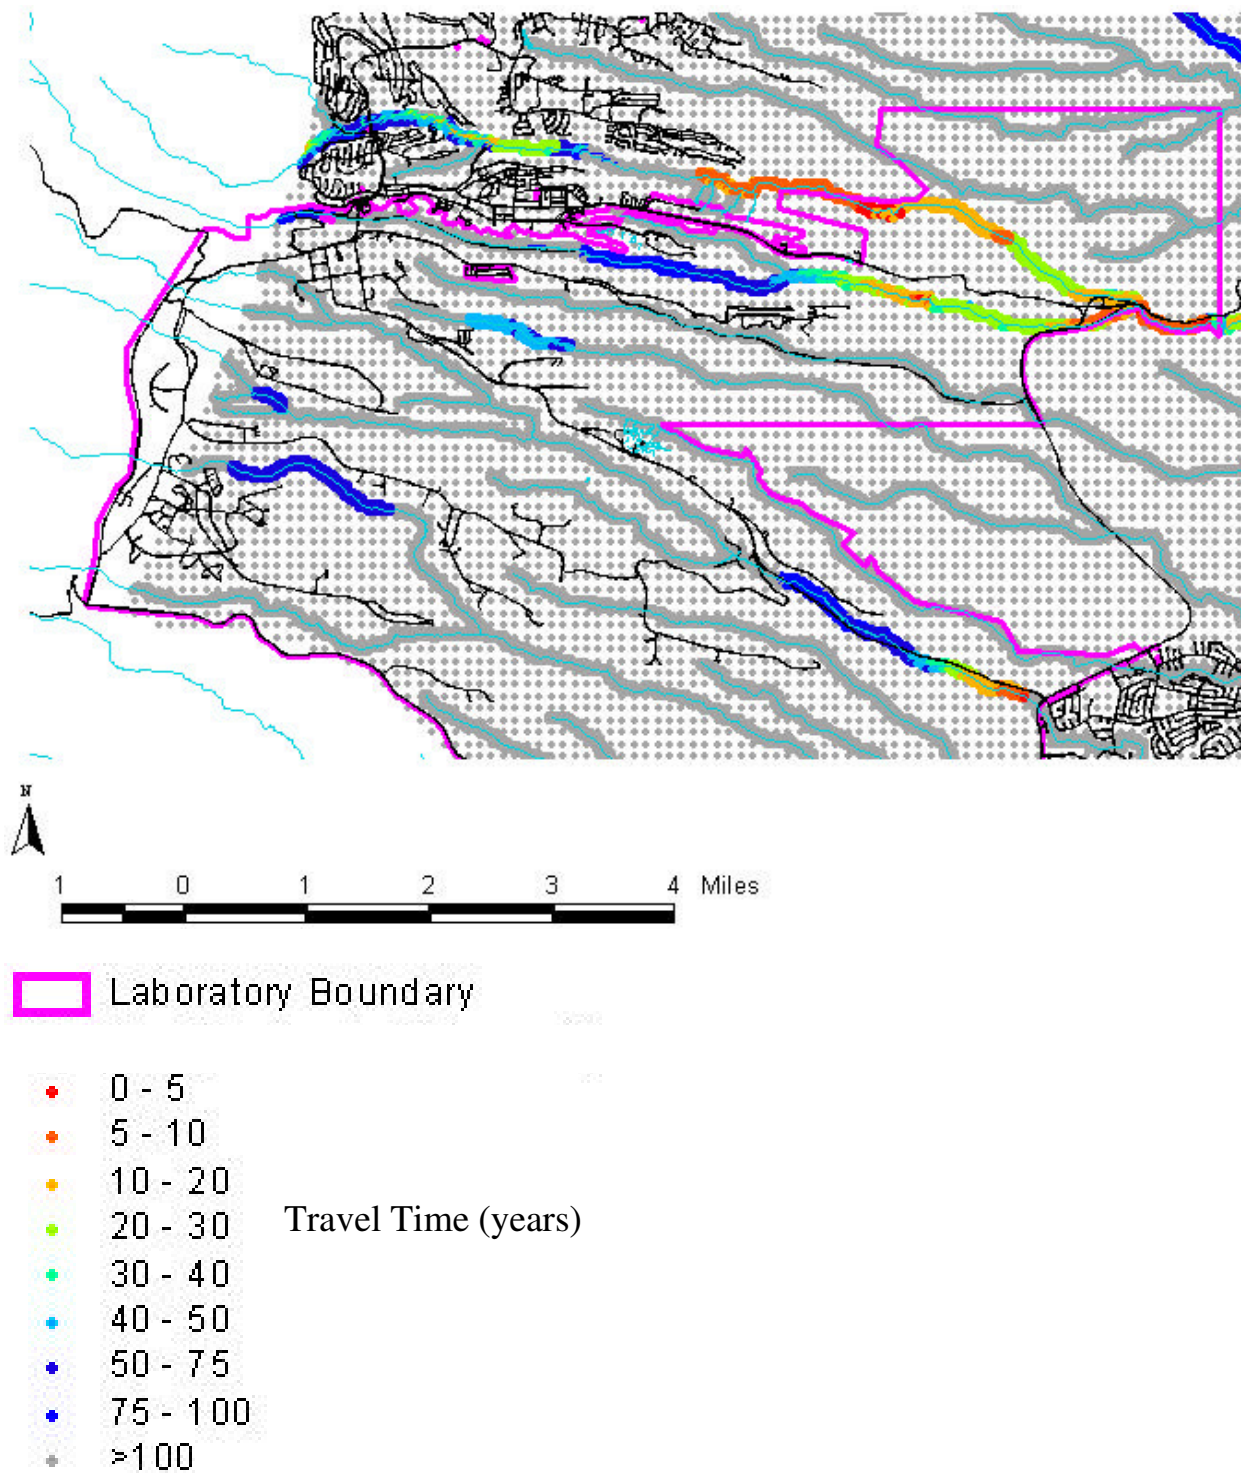 N
1 0 1 2 3 4 Miles
Laboratory Boundary
0 - 5
5 - 10
10 - 20
20 - 30
Travel Time (years)
30 - 40
40 - 50
50 - 75
75 - 100
>100